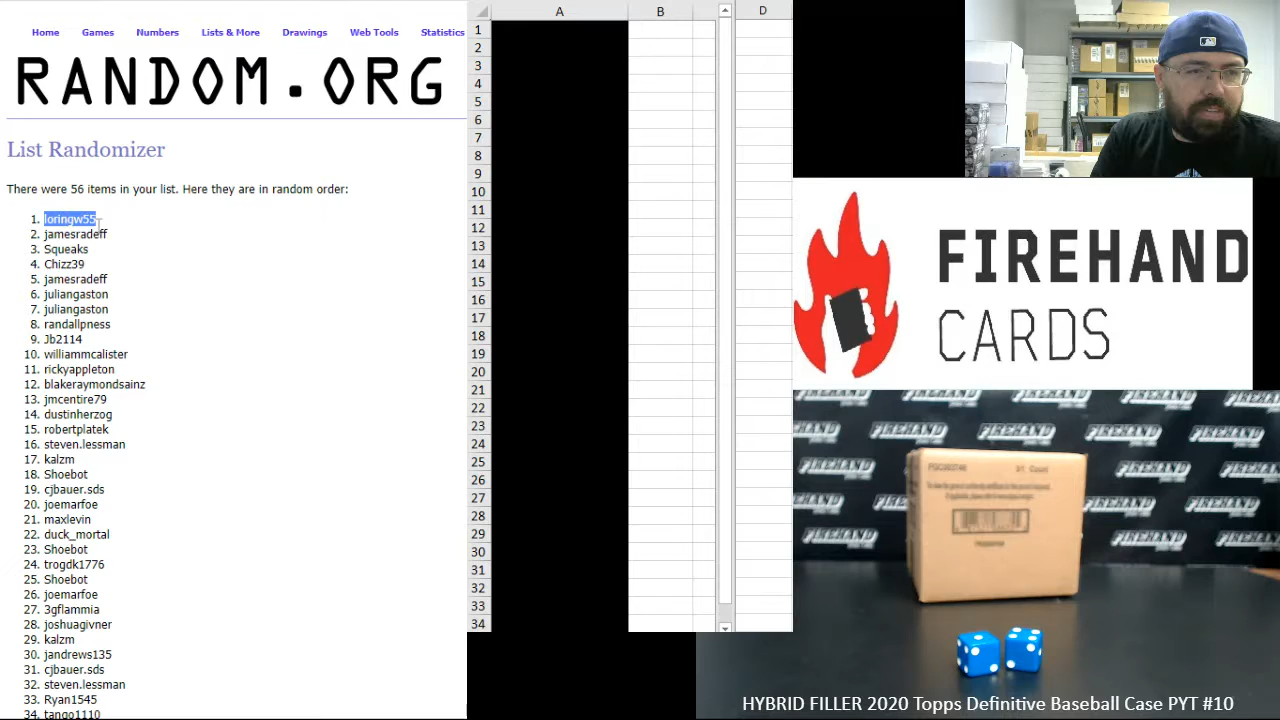 Home Games Numbers Lists & More Drawings Web Tools Statistics
RANDOM.ORG
List Randomizer
There were 56 items in your list. Here they are in random order:
1. loringw55
2. jamesradeff
3. Squeaks
4. Chizz39
5. jamesradeff
6. juliangaston
7. juliangaston
8. randallpness
9. Jb2114
10. williammcalister
11. rickyappleton
12. blakeraymondsainz
13. jmcentire79
14. dustinherzog
15. robertplatek
16. steven.lessman
17. kalzm
18. Shoebot
19. cjbauer.sds
20. joemarfoe
21. maxlevin
22. duck_mortal
23. Shoebot
24. trogdk1776
25. Shoebot
26. joemarfoe
27. 3gflammia
28. joshuagivner
29. kalzm
30. jandrews135
31. cjbauer.sds
32. steven.lessman
33. Ryan1545
34. tango1110
A B D
1
2
3
4
5
6
7
8
9
10
11
12
13
14
15
16
17
18
19
20
21
22
23
24
25
26
27
28
29
30
31
32
33
34
FIREHAND
CARDS
FIREHAND
FIREHAND
FIREHAND
FIREHAND
HYBRID FILLER 2020 Topps Definitive Baseball Case PYT #10